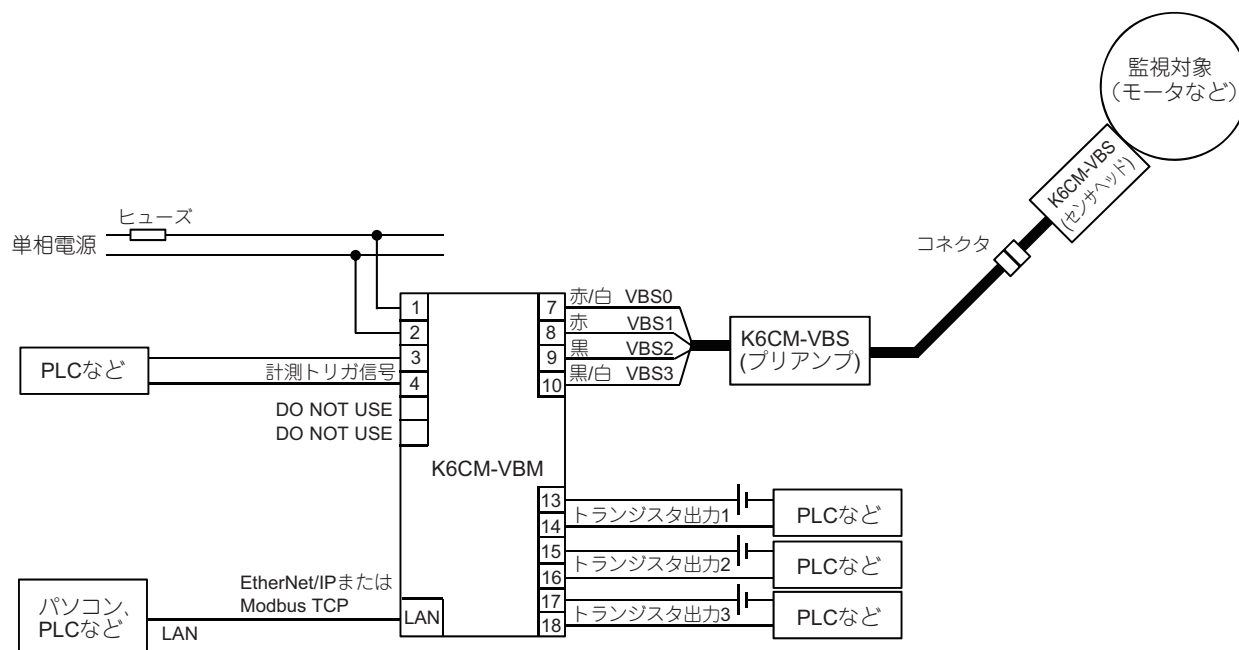 監視対象
(モータなど)
K6CM-VBS
(センサヘッド)
コネクタ
ヒューズ
単相電源
1
2
3
4
PLCなど
計測トリガ信号
DO NOT USE
DO NOT USE
K6CM-VBM
7
8
9
10
赤/白 VBS0
赤 VBS1
黒 VBS2
黒/白 VBS3
K6CM-VBS
(プリアンプ)
13
14
15
16
17
18
トランジスタ出力1
トランジスタ出力2
トランジスタ出力3
PLCなど
PLCなど
PLCなど
EtherNet/IPまたは
Modbus TCP
LAN
パソコン、
PLCなど
LAN